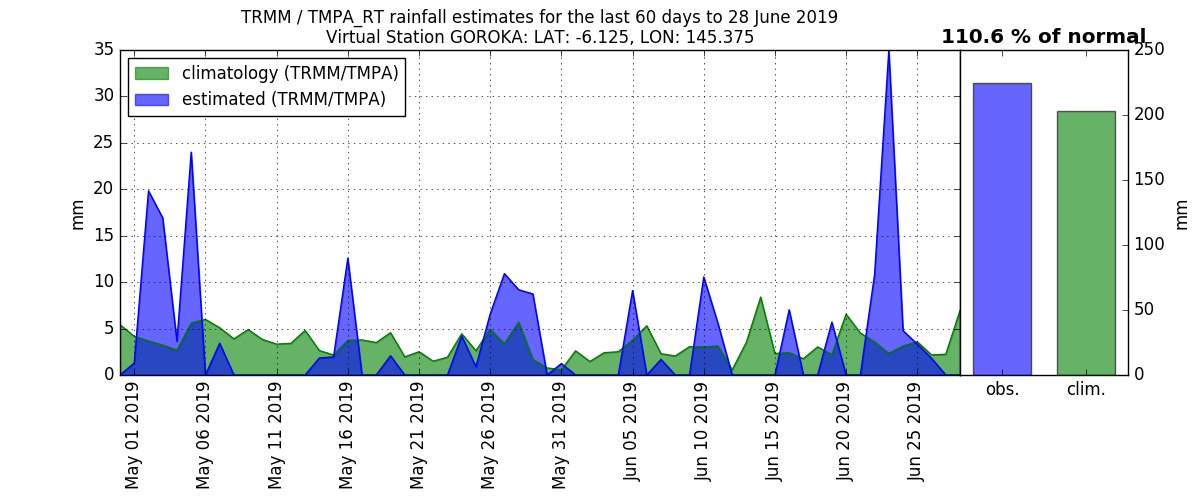 TRMM / TMPA_RT rainfall estimates for the last 60 days to 28 June 2019
Virtual Station GOROKA: LAT: -6.125, LON: 145.375
110.6 % of normal
climatology (TRMM/TMPA)
estimated (TRMM/TMPA)
35
30
25
20
15
10
5
0
mm
May 01 2019
May 06 2019
May 11 2019
May 16 2019
May 21 2019
May 26 2019
May 31 2019
Jun 05 2019
Jun 10 2019
Jun 15 2019
Jun 20 2019
Jun 25 2019
obs.
clim.
250
200
150
100
50
0
mm